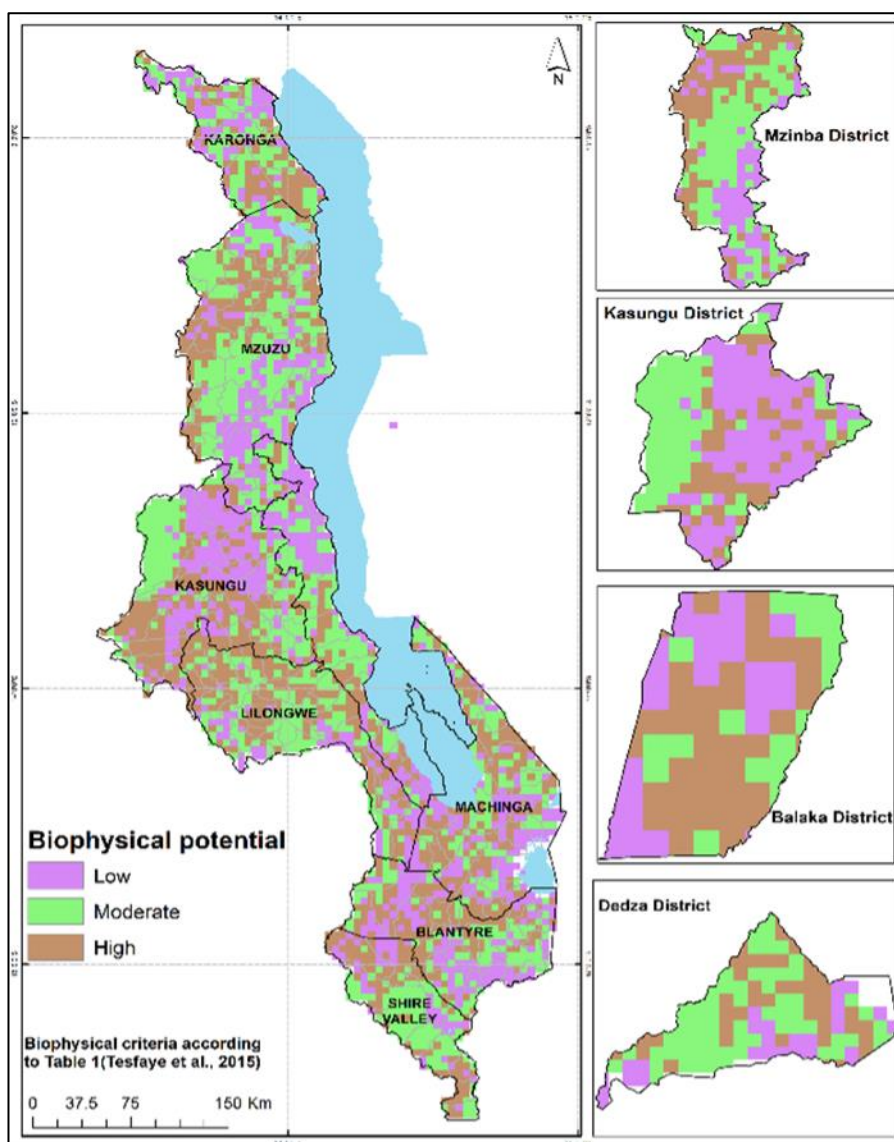 N
KARONGA
MZUZU
KASUNGU
LILONGWE
MACHINGA
BLANTYRE
SHIRE
VALLEY
Biophysical potential
Low
Moderate
High
Biophysical criteria according
to Table 1(Tesfaye et al., 2015)
0 37.5 75 150 Km
Mzinba District
Kasungu District
Balaka District
Dedza District